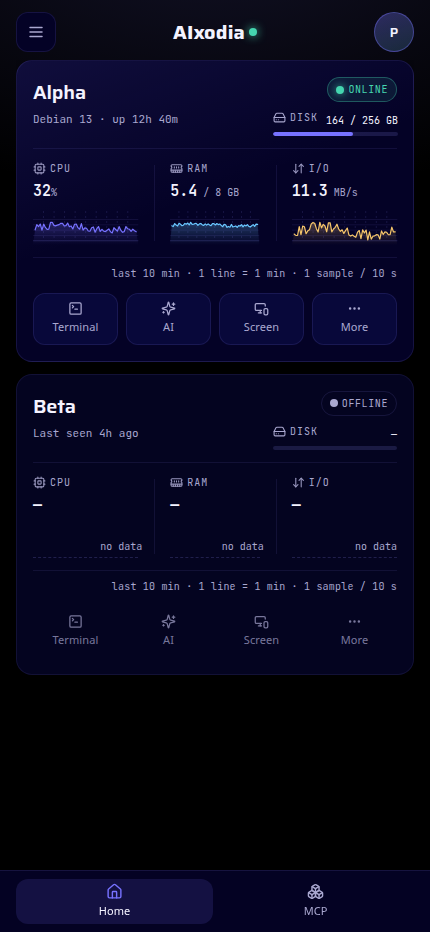 AIxodia
P
Alpha
ONLINE
Debian 13 · up 12h 40m
DISK 164 / 256 GB
CPU
RAM
I/O
32%
5.4 / 8 GB
11.3 MB/s
last 10 min · 1 line = 1 min · 1 sample / 10 s
Terminal
AI
Screen
More
Beta
OFFLINE
Last seen 4h ago
DISK –
CPU
RAM
I/O
–
–
–
no data
no data
no data
last 10 min · 1 line = 1 min · 1 sample / 10 s
Terminal
AI
Screen
More
Home
MCP